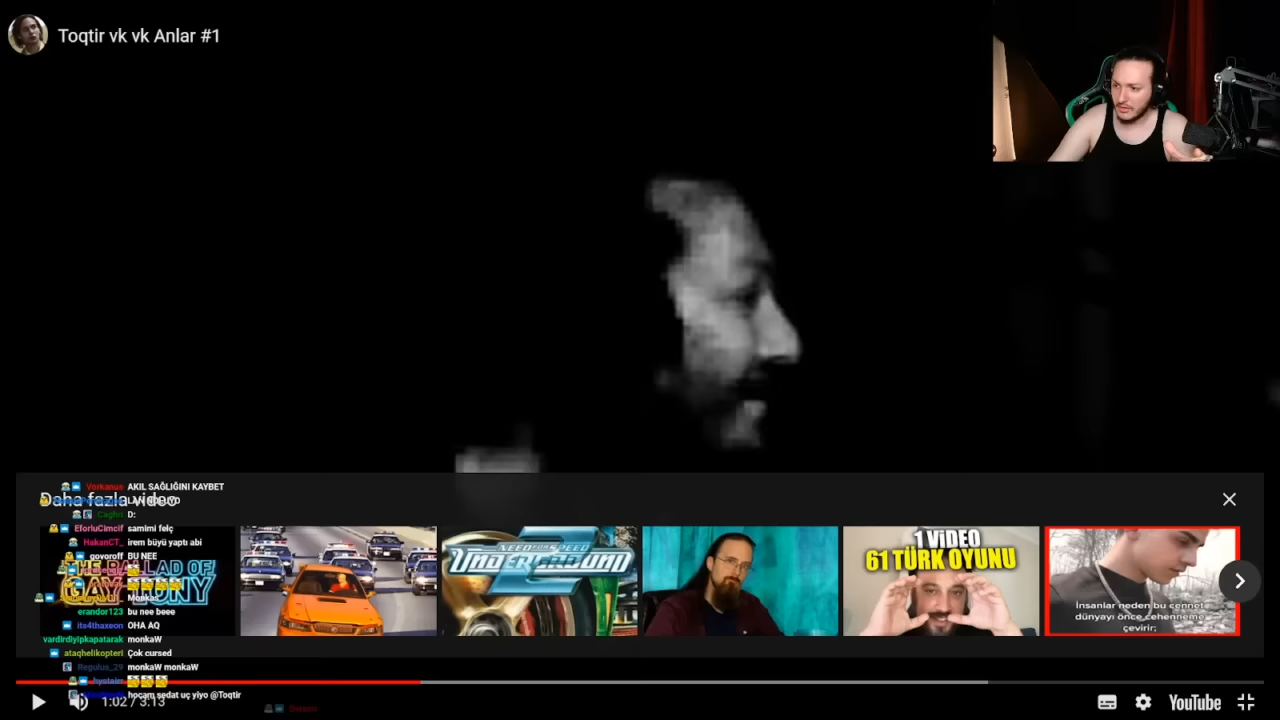 Toqtir vk vk Anlar #1
Daha fazla video
Vorkanus AKIL SAĞLIĞINI KAYBET
D:
EforluCimcif samimi felç
HakanCT_ irem büyü yaptı abi
govoroff BU NEE
erandor123 bu nee beee
its4thaxeon OHA AQ
vardirdiyipkapatarak monkaW
ataqhelikopteri Çok cursed
Regulus_29 monkaW monkaW
hocam sedat uç yiyo @Toqtir
THE BALLAD OF
GAY TONY
NEED FOR SPEED
UNDERGROUND
2
1 VİDEO
61 TÜRK OYUNU
İnsanlar neden bu cennet
dünyayı önce cehenneme
çevirir;
1:02 / 3:13
YouTube